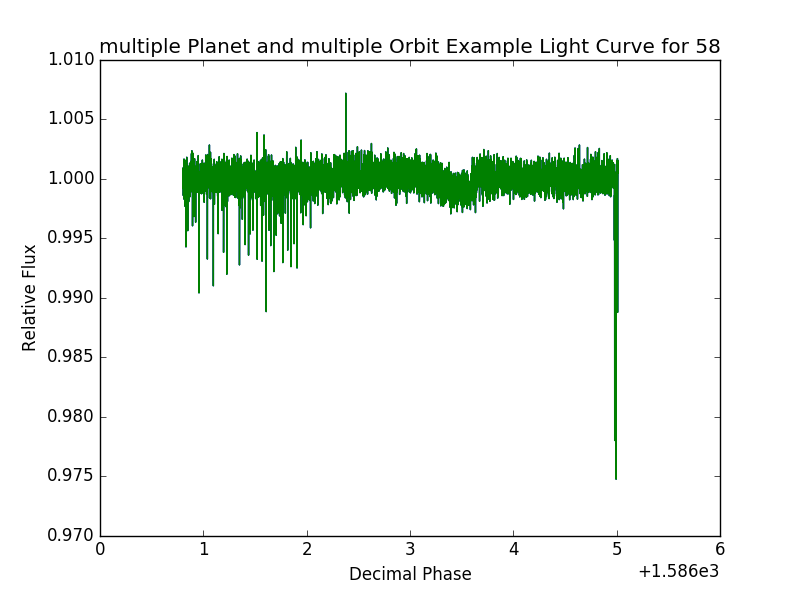 multiple Planet and multiple Orbit Example Light Curve for 58
1.010
1.005
1.000
0.995
0.990
0.985
0.980
0.975
0.970
Relative Flux
0 1 2 3 4 5 6
+1.586e3
Decimal Phase